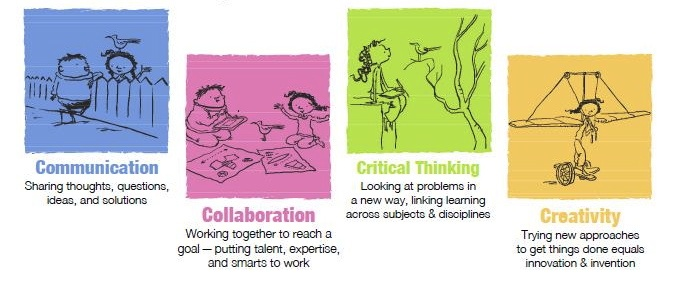 Communication
Sharing thoughts, questions,
ideas, and solutions
Collaboration
Working together to reach a
goal — putting talent, expertise,
and smarts to work
Critical Thinking
Looking at problems in
a new way, linking learning
across subjects & disciplines
Creativity
Trying new approaches
to get things done equals
innovation & invention